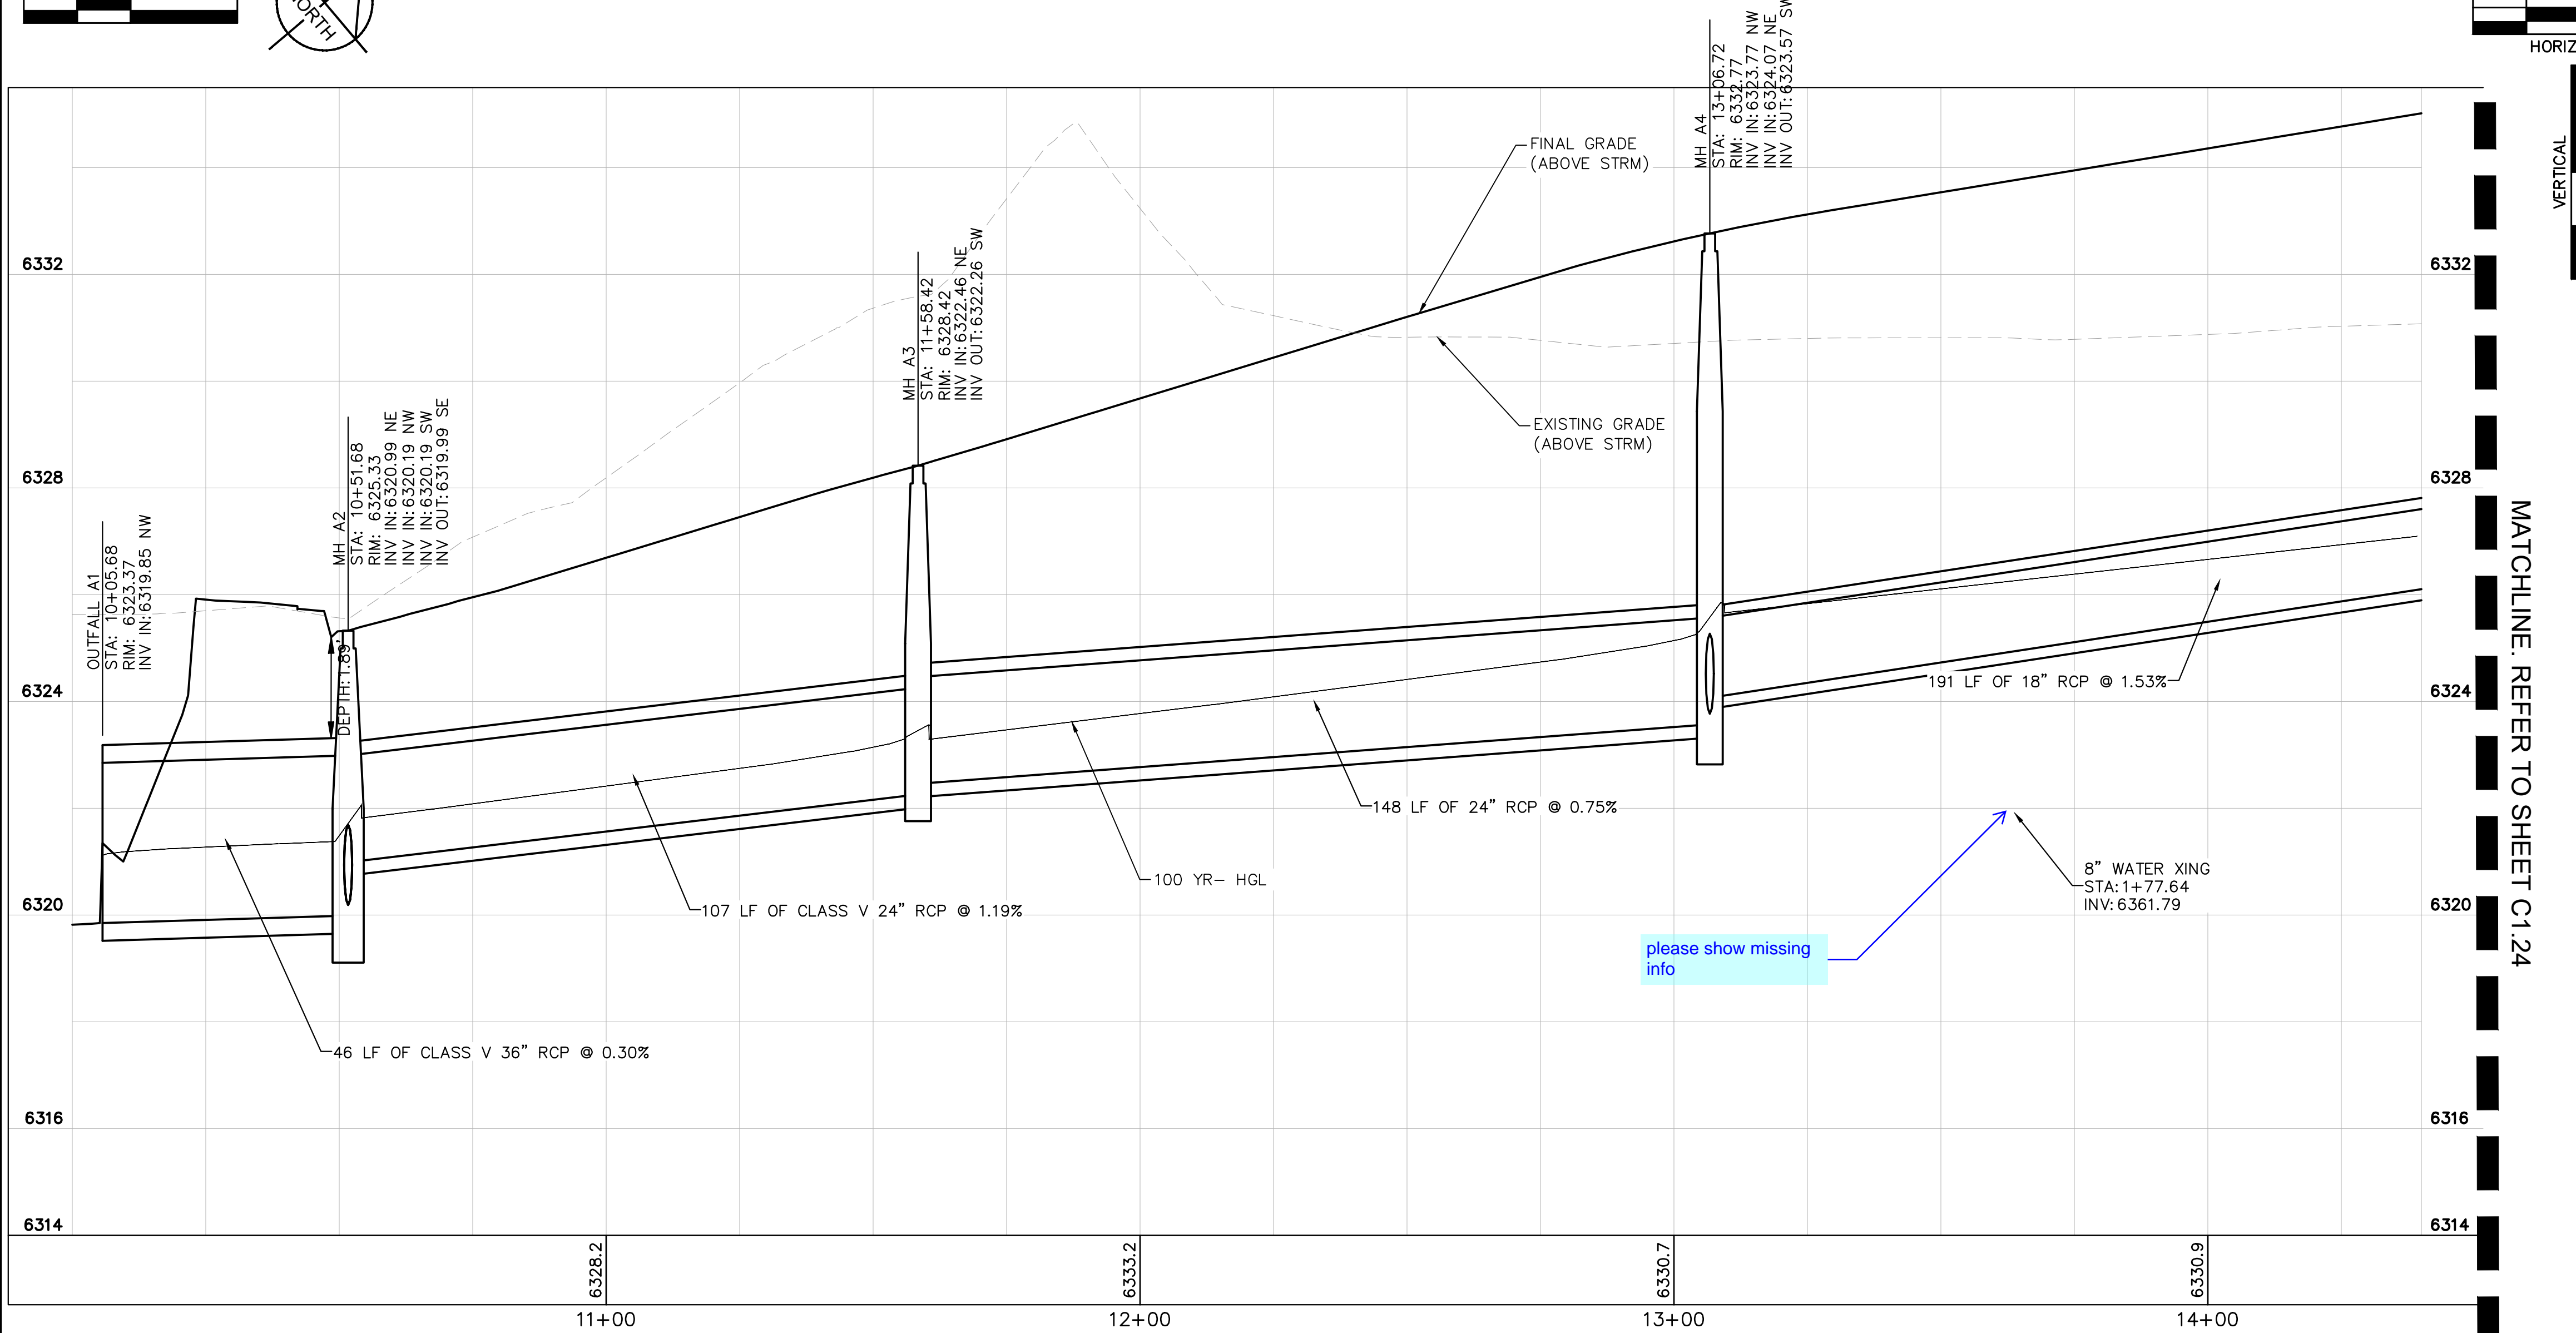 NORTH
HORIZ
VERTICAL
OUTFALL A1
STA: 10+05.68
RIM: 6323.37
INV IN:6319.85 NW
MH A2
STA: 10+51.68
RIM: 6325.33
INV IN:6320.99 NE
INV IN:6320.19 NW
INV IN:6320.19 SW
INV OUT:6319.99 SE
DEPTH:1.89'
MH A3
STA: 11+58.42
RIM: 6328.42
INV IN:6322.46 NE
INV OUT:6322.26 SW
MH A4
STA: 13+06.72
RIM: 6332.77
INV IN:6323.77 NW
INV IN:6324.07 NE
INV OUT:6323.57 SW
FINAL GRADE
(ABOVE STRM)
EXISTING GRADE
(ABOVE STRM)
191 LF OF 18" RCP @ 1.53%
148 LF OF 24" RCP @ 0.75%
100 YR- HGL
107 LF OF CLASS V 24" RCP @ 1.19%
46 LF OF CLASS V 36" RCP @ 0.30%
8" WATER XING
STA:1+77.64
INV:6361.79
please show missing
info
MATCHLINE. REFER TO SHEET C1.24
6332
6328
6324
6320
6316
6314
6332
6328
6324
6320
6316
6314
6328.2
6333.2
6330.7
6330.9
11+00
12+00
13+00
14+00